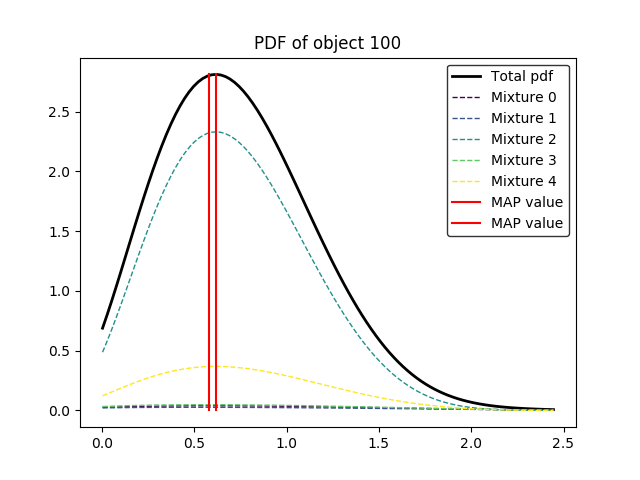 PDF of object 100
Total pdf
Mixture 0
Mixture 1
Mixture 2
Mixture 3
Mixture 4
MAP value
MAP value
2.5
2.0
1.5
1.0
0.5
0.0
0.0 0.5 1.0 1.5 2.0 2.5